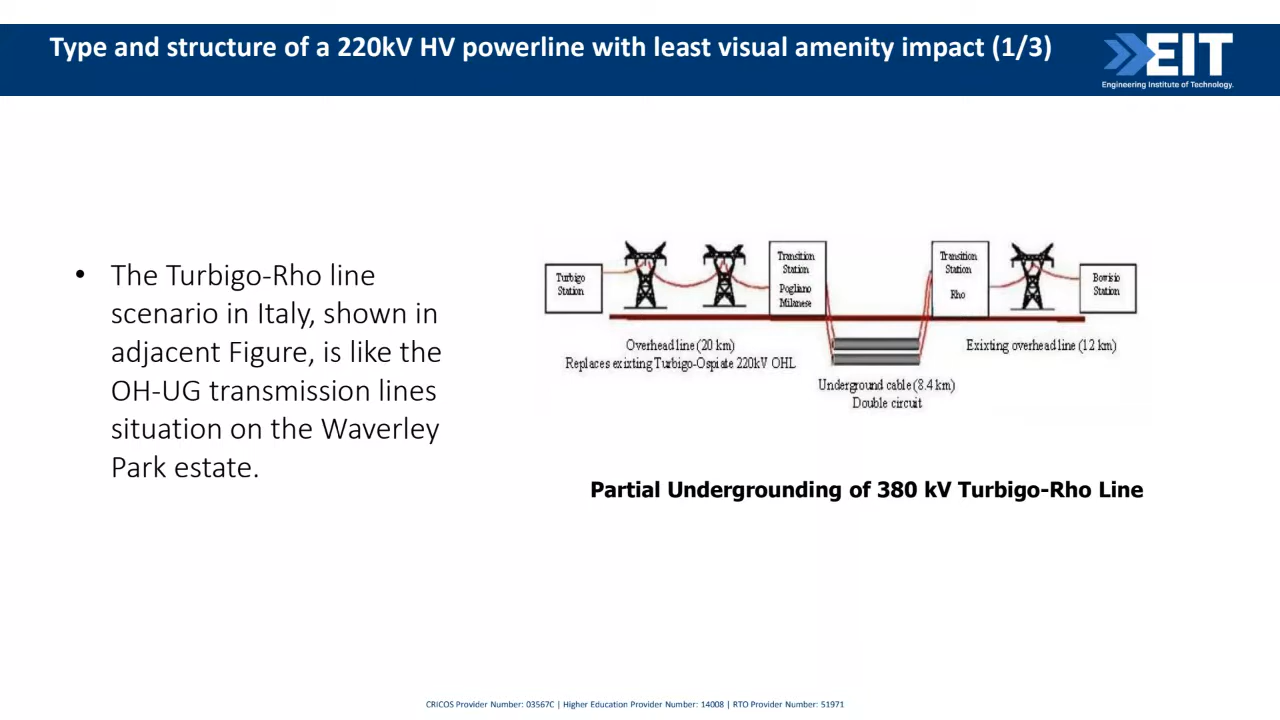 Type and structure of a 220kV HV powerline with least visual amenity impact (1/3)
EIT
Engineering Institute of Technology.
• The Turbigo-Rho line
scenario in Italy, shown in
adjacent Figure, is like the
OH-UG transmission lines
situation on the Waverley
Park estate.
Turbigo
Station
Transition
Station
Pogliano
Milanese
Transition
Station
Rho
Bovisio
Station
Overhead line (20 km)
Replaces exixting Turbigo-Ospiate 220kV OHL
Exixting overhead line (12 km)
Underground cable (8.4 km)
Double circuit
Partial Undergrounding of 380 kV Turbigo-Rho Line
CRICOS Provider Number: 03567C | Higher Education Provider Number: 14008 | RTO Provider Number: 51971